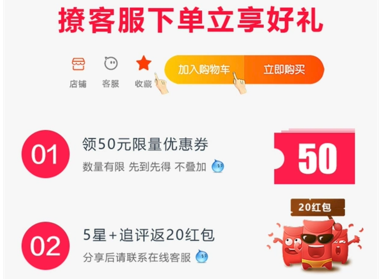 撩客服下单立享好礼
店铺 客服 收藏 加入购物车 立即购买
01 领50元限量优惠券
数量有限 先到先得 不叠加
50
20红包
02 5星+追评返20红包
分享后请联系在线客服